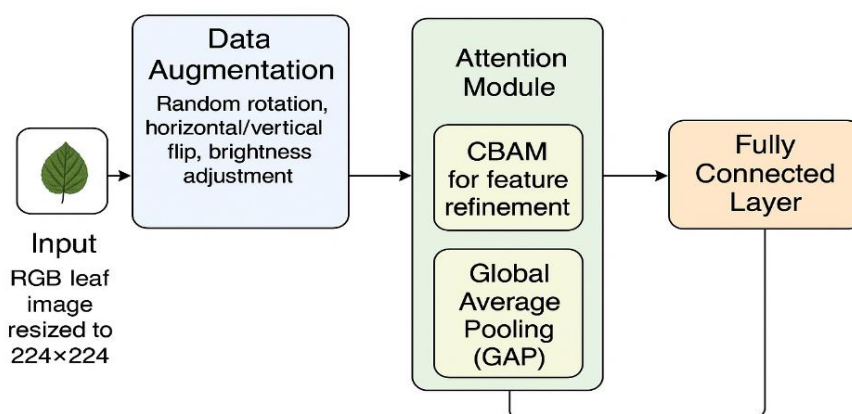 Input
RGB leaf
image
resized to
224×224
Data
Augmentation
Random rotation,
horizontal/vertical
flip, brightness
adjustment
Attention
Module
CBAM
for feature
refinement
Global
Average
Pooling
(GAP)
Fully
Connected
Layer